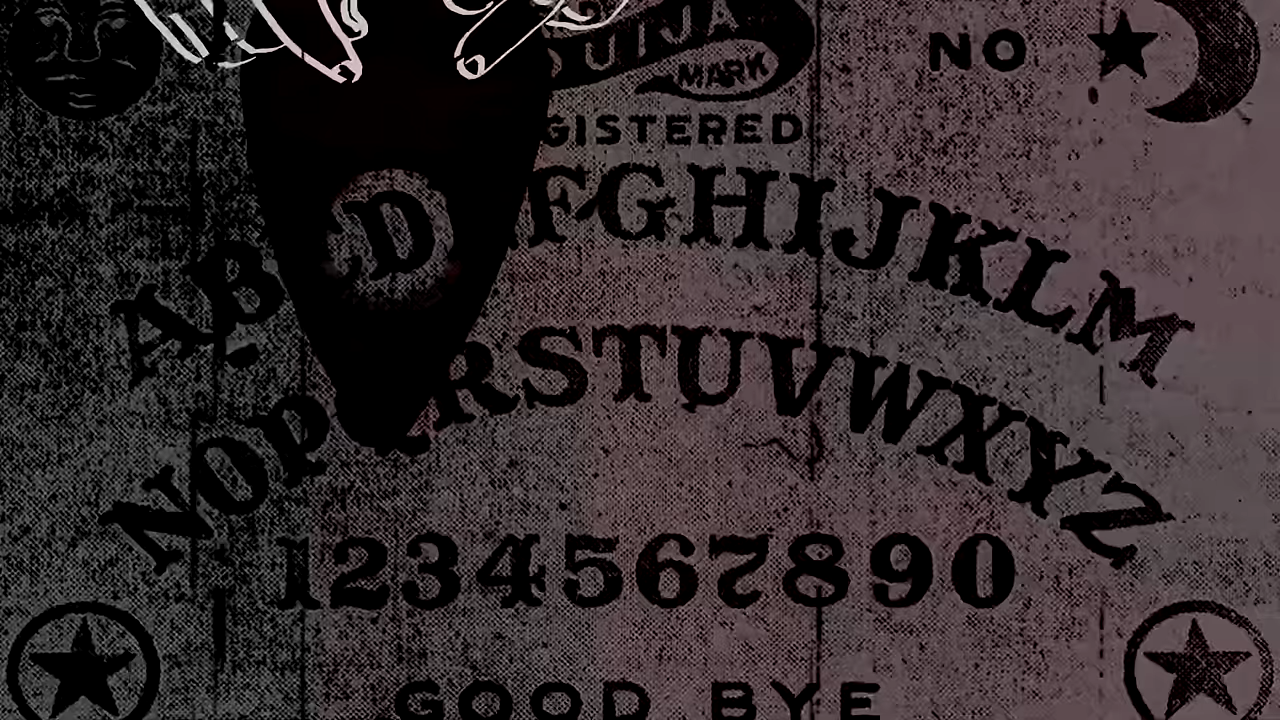 OUIJA
NO
MARK
GISTERED
AB D FGHIJKLM
NOP RSTUVWXYZ
1234567890
GOOD BYE